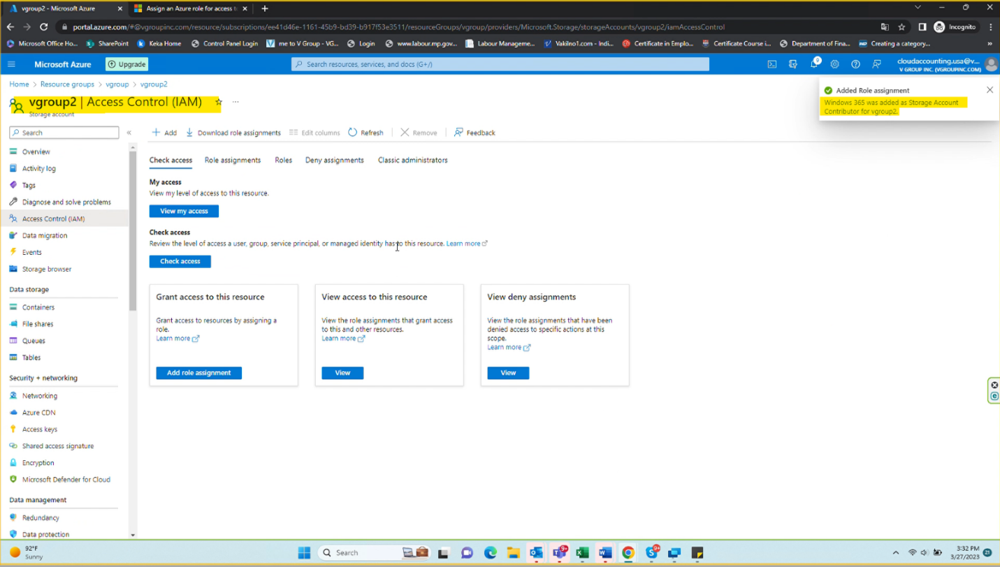 vgroup2 - Microsoft Azure
Assign an Azure role for access to
portal.azure.com/#@vgroupinc.com/resource/subscriptions/ee41d46e-1161-45b9-bd39-b917f53e3511/resourceGroups/vgroup/providers/Microsoft.Storage/storageAccounts/vgroup2/iamAccessControl
Incognito
Microsoft Office Ho...
SharePoint
Keka Home
Control Panel Login
me to V Group - VG...
Login
www.labour.mp.gov...
Labour Manageme...
Vakilno1.com - Indi...
Certificate in Emplo...
Certificate Course i...
Department of Fina...
Creating a category...
Microsoft Azure
Upgrade
Search resources, services, and docs (G+/)
9
cloudaccounting.usa@v...
V GROUP INC. (VGROUPINC.COM)
Home > Resource groups > vgroup > vgroup2
vgroup2 | Access Control (IAM)
Storage account
Added Role assignment
Windows 365 was added as Storage Account
Contributor for vgroup2.
Search
Add
Download role assignments
Edit columns
Refresh
Remove
Feedback
Overview
Activity log
Tags
Diagnose and solve problems
Access Control (IAM)
Data migration
Events
Storage browser
Data storage
Containers
File shares
Queues
Tables
Security + networking
Networking
Azure CDN
Access keys
Shared access signature
Encryption
Microsoft Defender for Cloud
Data management
Redundancy
Data protection
Check access
Role assignments
Roles
Deny assignments
Classic administrators
My access
View my level of access to this resource.
View my access
Check access
Review the level of access a user, group, service principal, or managed identity has to this resource. Learn more
Check access
Grant access to this resource
Grant access to resources by assigning a
role.
Learn more
Add role assignment
View access to this resource
View the role assignments that grant access
to this and other resources.
Learn more
View
View deny assignments
View the role assignments that have been
denied access to specific actions at this
scope.
Learn more
View
92°F
Sunny
Search
9+
9+
3:32 PM
3/27/2023
21